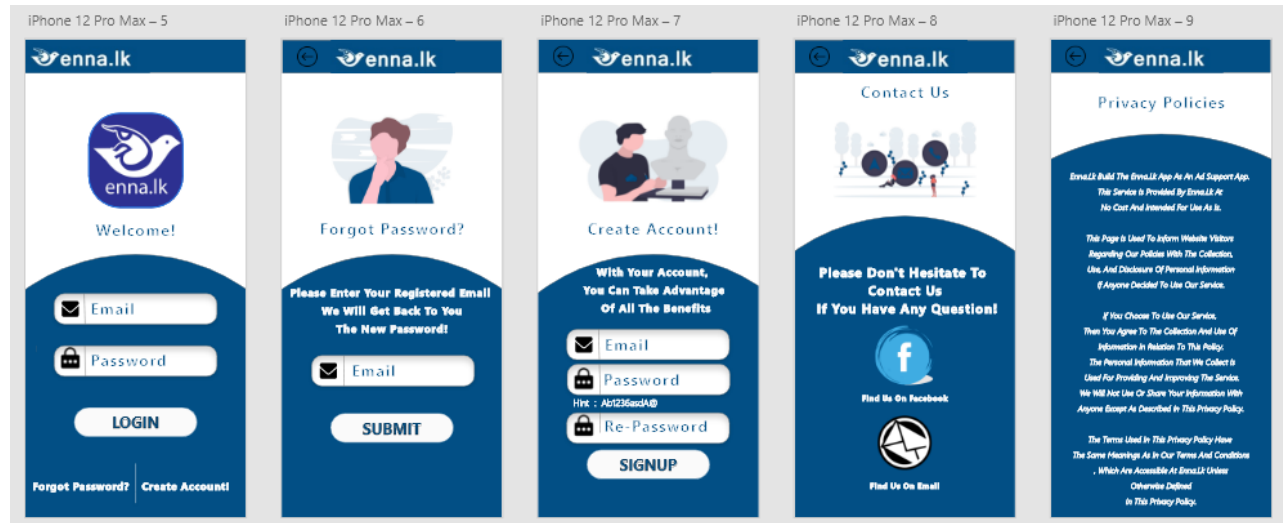 iPhone 12 Pro Max – 5
enna.lk
enna.lk
Welcome!
Email
Password
LOGIN
Forgot Password?
Create Account!
iPhone 12 Pro Max – 6
enna.lk
Forgot Password?
Please Enter Your Registered Email
We Will Get Back To You
The New Password!
Email
SUBMIT
iPhone 12 Pro Max – 7
enna.lk
Create Account!
With Your Account,
You Can Take Advantage
Of All The Benefits
Email
Password
Hint : Ab1236asdA@
Re-Password
SIGNUP
iPhone 12 Pro Max – 8
enna.lk
Contact Us
Please Don't Hesitate To
Contact Us
If You Have Any Question!
f
Find Us On Facebook
Find Us On Email
iPhone 12 Pro Max – 9
enna.lk
Privacy Policies
Enna.Lk Build The Enna.Lk App As An Ad Support App.
This Service Is Provided By Enna.Lk At
No Cost And Intended For Use As Is.
This Page Is Used To Inform Website Visitors
Regarding Our Policies With The Collection,
Use, And Disclosure Of Personal Information
If Anyone Decided To Use Our Service.
If You Choose To Use Our Service,
Then You Agree To The Collection And Use Of
Information In Relation To This Policy.
The Personal Information That We Collect Is
Used For Providing And Improving The Service.
We Will Not Use Or Share Your Information With
Anyone Except As Described In This Privacy Policy.
The Terms Used In This Privacy Policy Have
The Same Meanings As In Our Terms And Conditions
, Which Are Accessible At Enna.Lk Unless
Otherwise Defined
In This Privacy Policy.